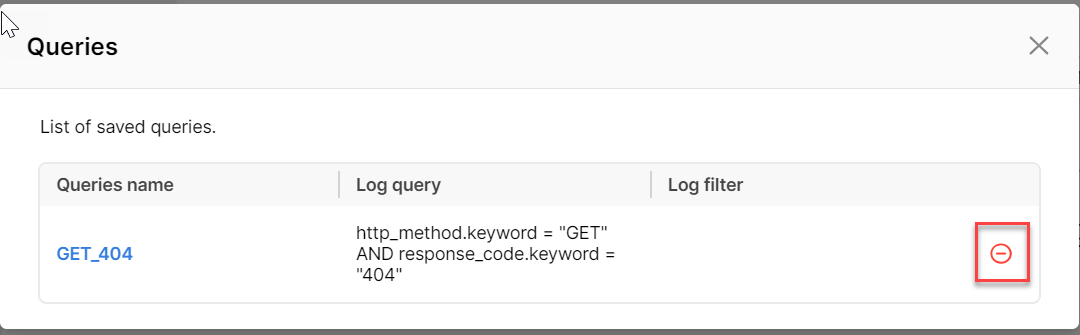 Queries
List of saved queries.
Queries name Log query Log filter
GET_404
http_method.keyword = "GET"
AND response_code.keyword =
"404"